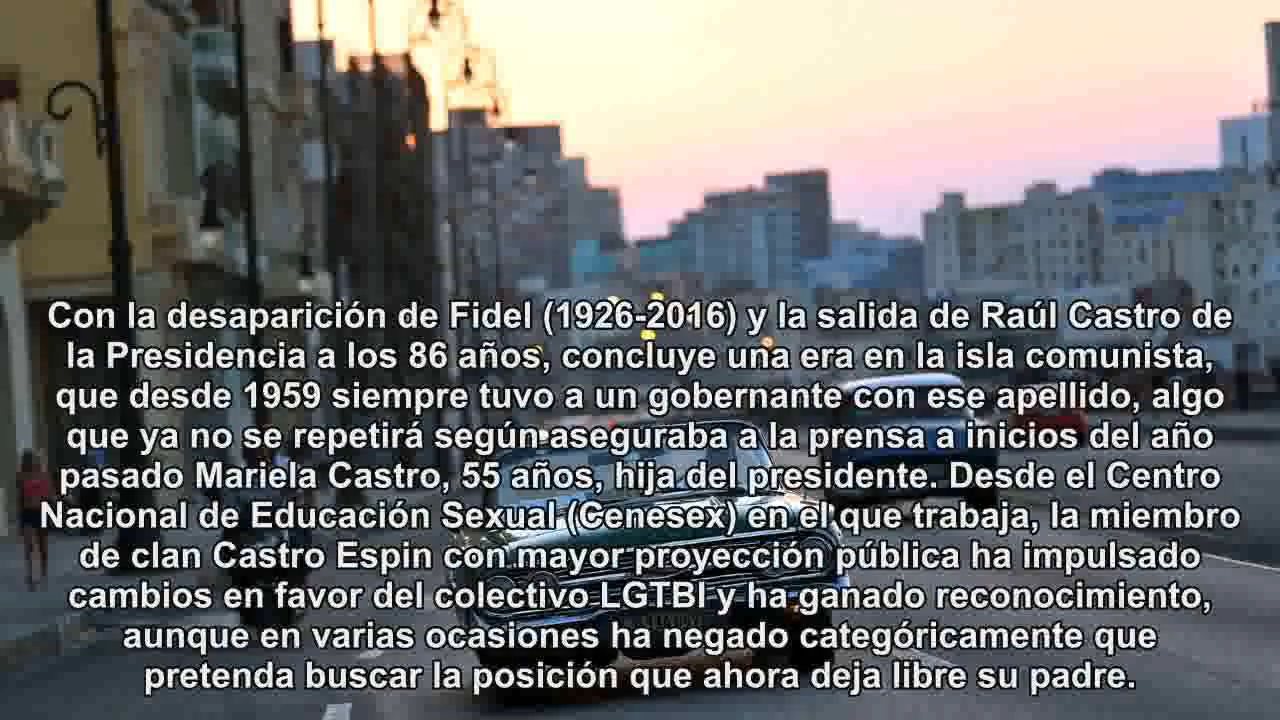 Con la desaparición de Fidel (1926-2016) y la salida de Raúl Castro de
la Presidencia a los 86 años, concluye una era en la isla comunista,
que desde 1959 siempre tuvo a un gobernante con ese apellido, algo
que ya no se repetirá según aseguraba a la prensa a inicios del año
pasado Mariela Castro, 55 años, hija del presidente. Desde el Centro
Nacional de Educación Sexual (Cenesex) en el que trabaja, la miembro
de clan Castro Espin con mayor proyección pública ha impulsado
cambios en favor del colectivo LGTBI y ha ganado reconocimiento,
aunque en varias ocasiones ha negado categóricamente que
pretenda buscar la posición que ahora deja libre su padre.